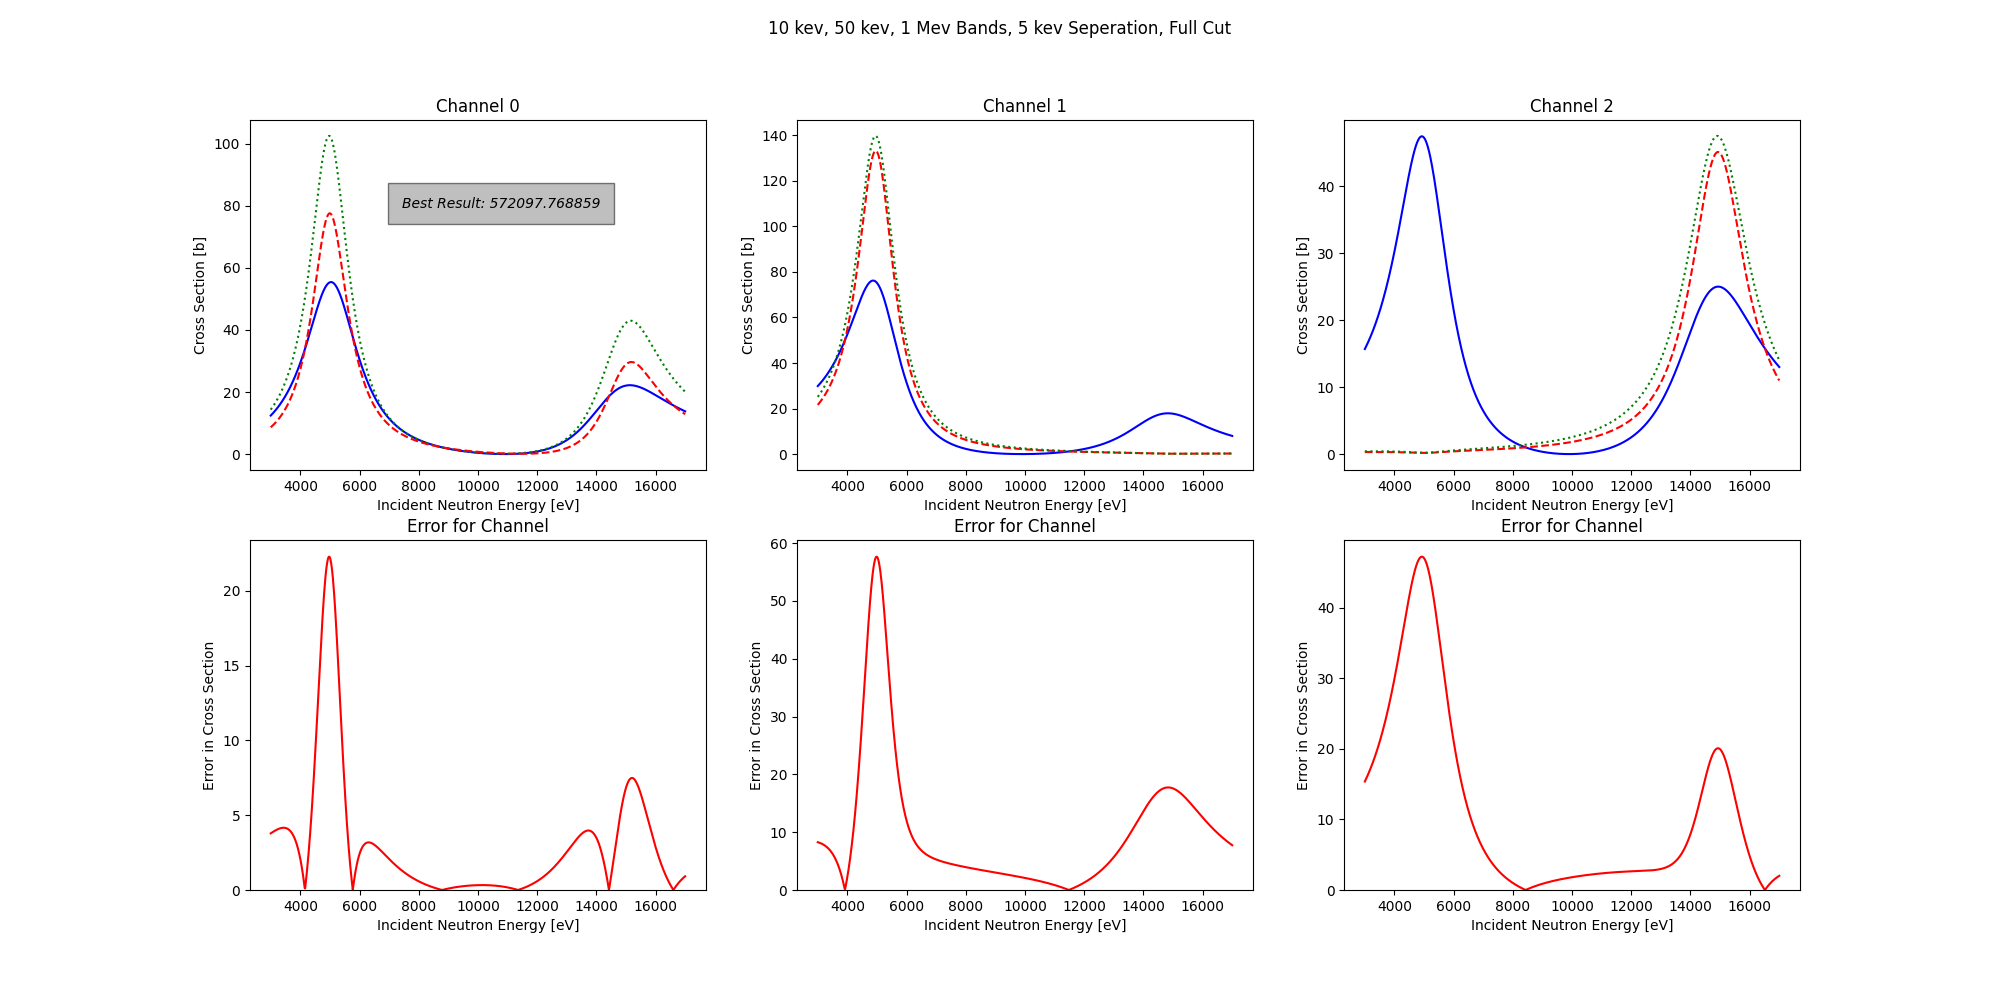 10 kev, 50 kev, 1 Mev Bands, 5 kev Seperation, Full Cut
Channel 0
Cross Section [b]
100
80
60
40
20
0
Best Result: 572097.768859
4000 6000 8000 10000 12000 14000 16000
Incident Neutron Energy [eV]
Channel 1
Cross Section [b]
140
120
100
80
60
40
20
0
4000 6000 8000 10000 12000 14000 16000
Incident Neutron Energy [eV]
Channel 2
Cross Section [b]
40
30
20
10
0
4000 6000 8000 10000 12000 14000 16000
Incident Neutron Energy [eV]
Error for Channel
Error in Cross Section
20
15
10
5
0
4000 6000 8000 10000 12000 14000 16000
Incident Neutron Energy [eV]
Error for Channel
Error in Cross Section
60
50
40
30
20
10
0
4000 6000 8000 10000 12000 14000 16000
Incident Neutron Energy [eV]
Error for Channel
Error in Cross Section
40
30
20
10
0
4000 6000 8000 10000 12000 14000 16000
Incident Neutron Energy [eV]